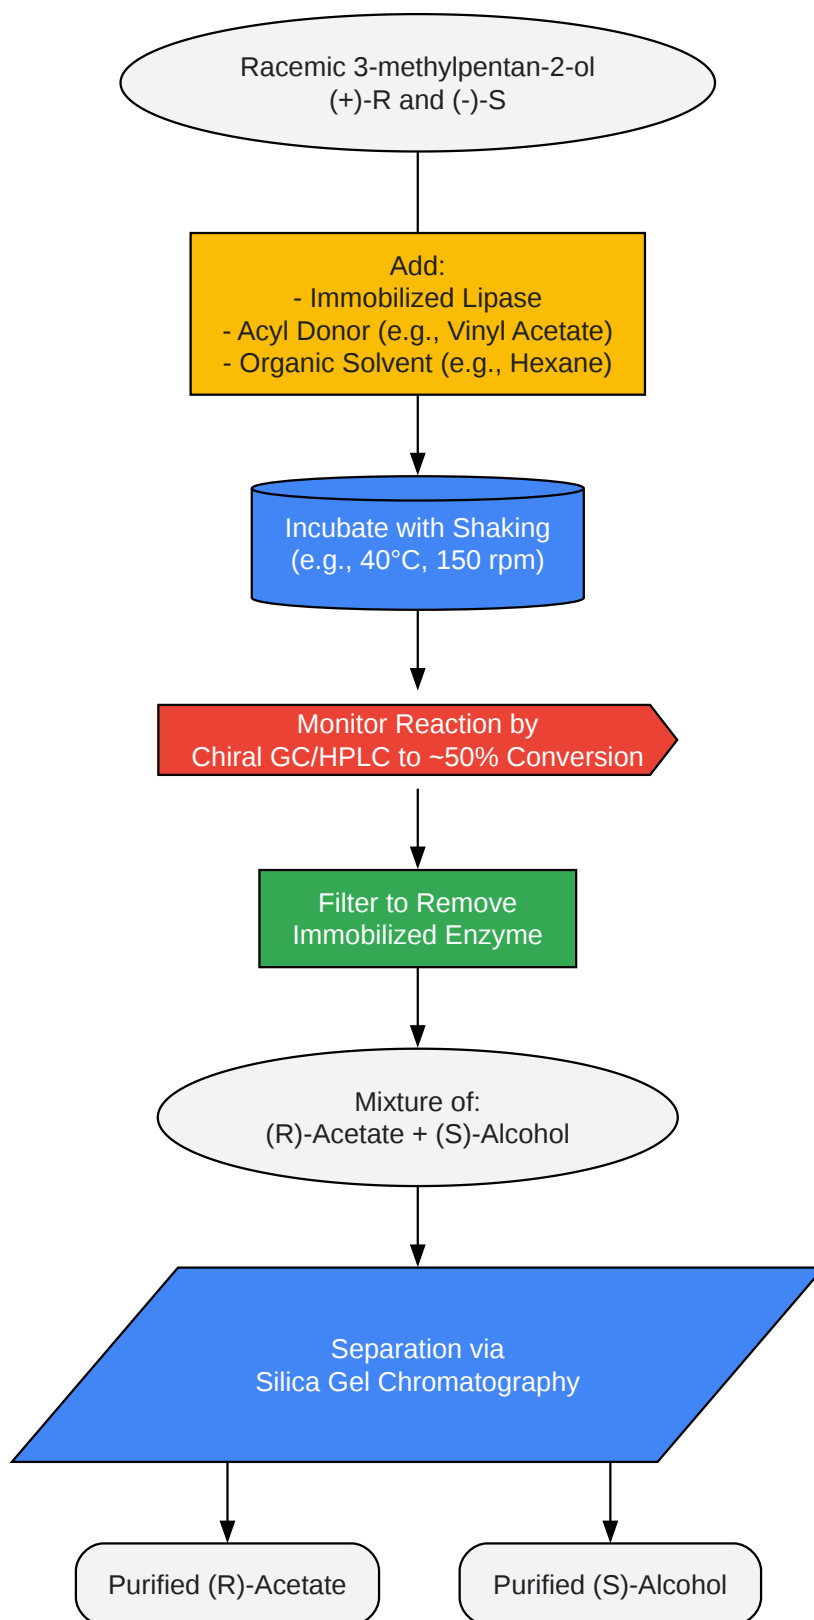 Racemic 3-methylpentan-2-ol
(+)-R and (-)-S
Add:
- Immobilized Lipase
- Acyl Donor (e.g., Vinyl Acetate)
- Organic Solvent (e.g., Hexane)
Incubate with Shaking
(e.g., 40°C, 150 rpm)
Monitor Reaction by
Chiral GC/HPLC to ~50% Conversion
Filter to Remove
Immobilized Enzyme
Mixture of:
(R)-Acetate + (S)-Alcohol
Separation via
Silica Gel Chromatography
Purified (R)-Acetate
Purified (S)-Alcohol